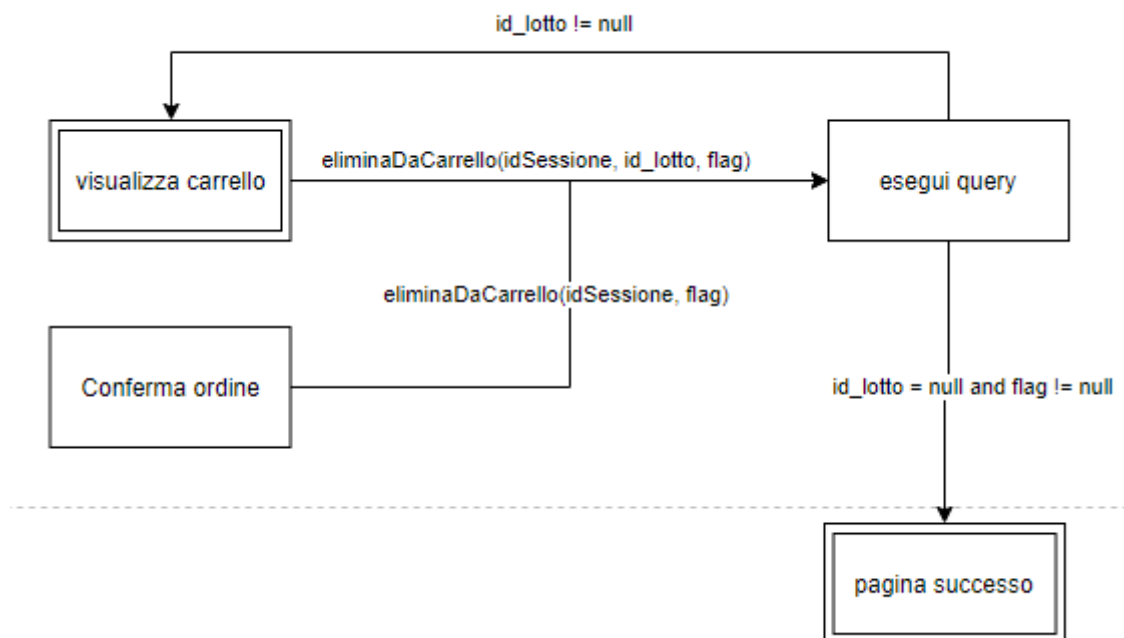 id_lotto != null
visualizza carrello
eliminaDaCarrello(idSessione, id_lotto, flag)
esegui query
eliminaDaCarrello(idSessione, flag)
Conferma ordine
id_lotto = null and flag != null
pagina successo